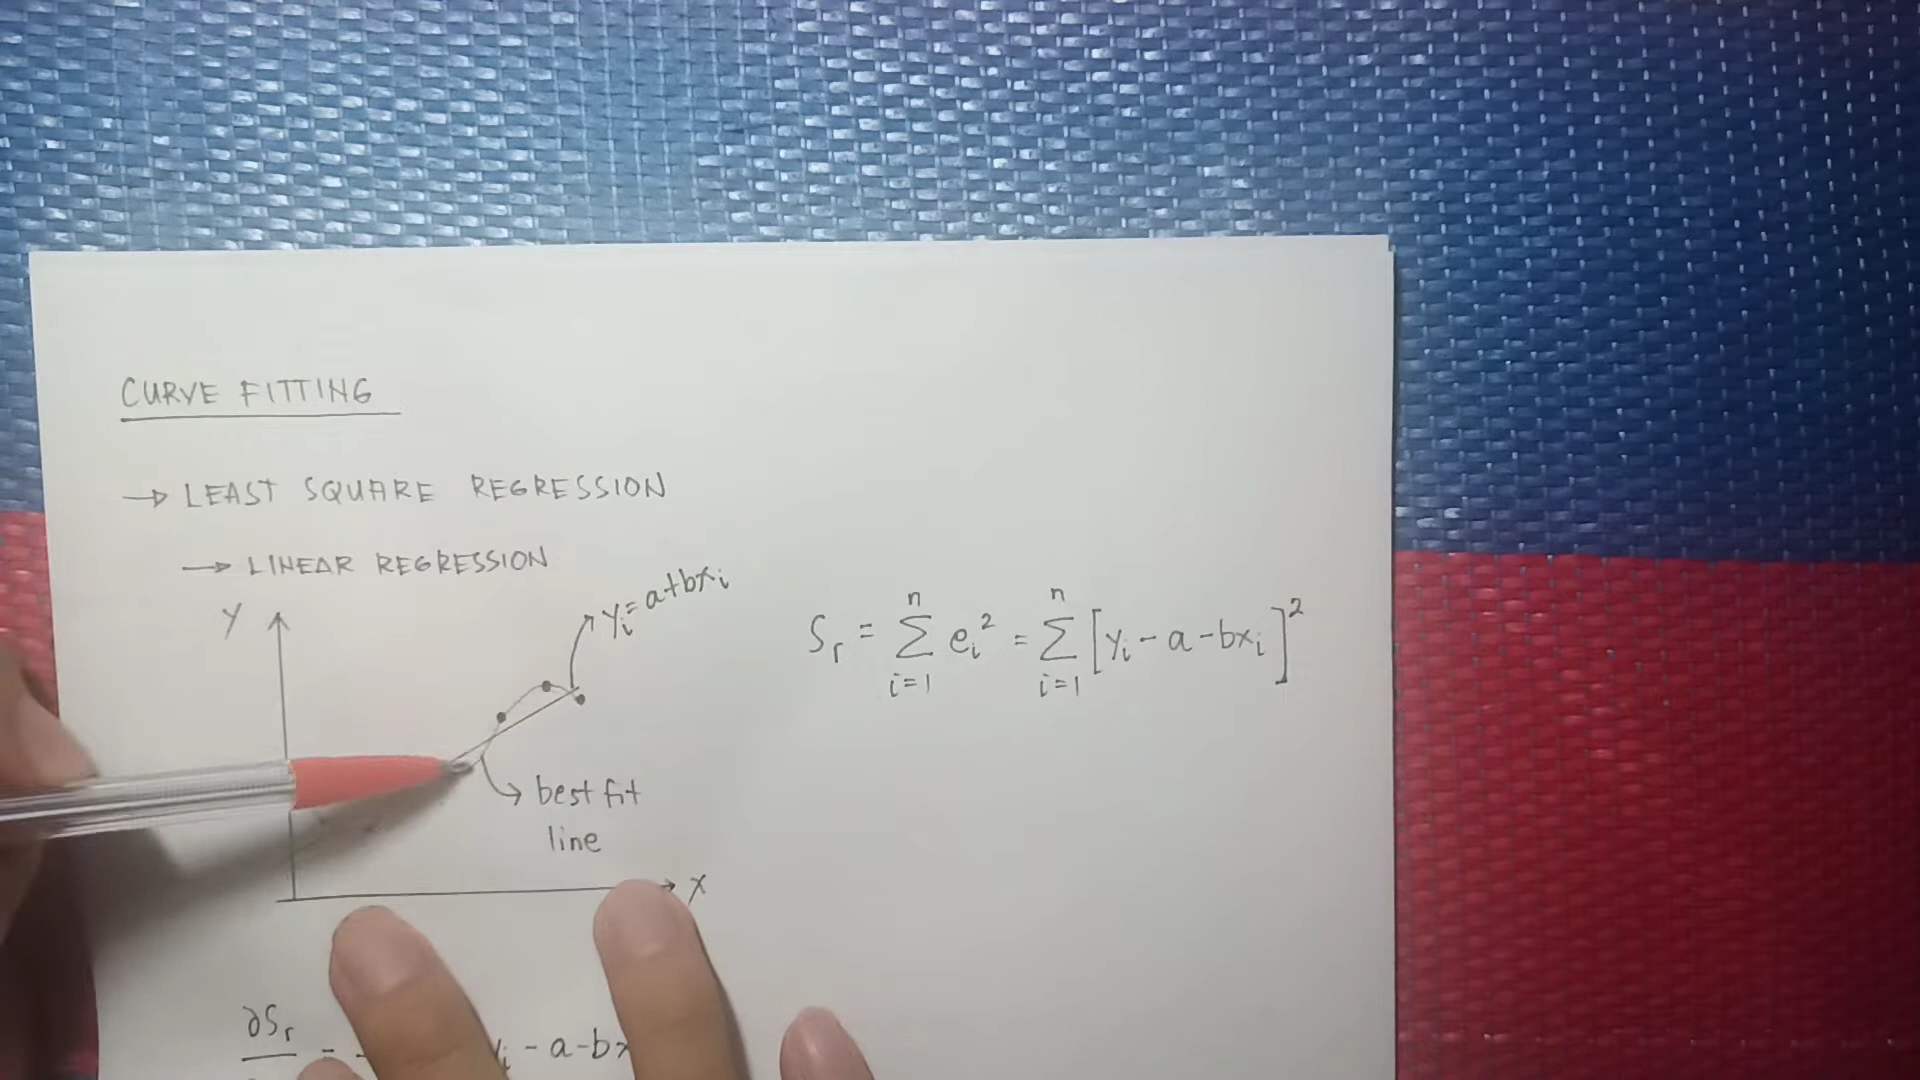 CURVE FITTING
→ LEAST SQUARE REGRESSION
→ LINEAR REGRESSION
Y
yᵢ = a+bxᵢ
best fit
line
X
Sᵣ = Σⁿᵢ₌₁ eᵢ² = Σⁿᵢ₌₁ [yᵢ - a - bxᵢ]²
∂Sᵣ
- a - bx